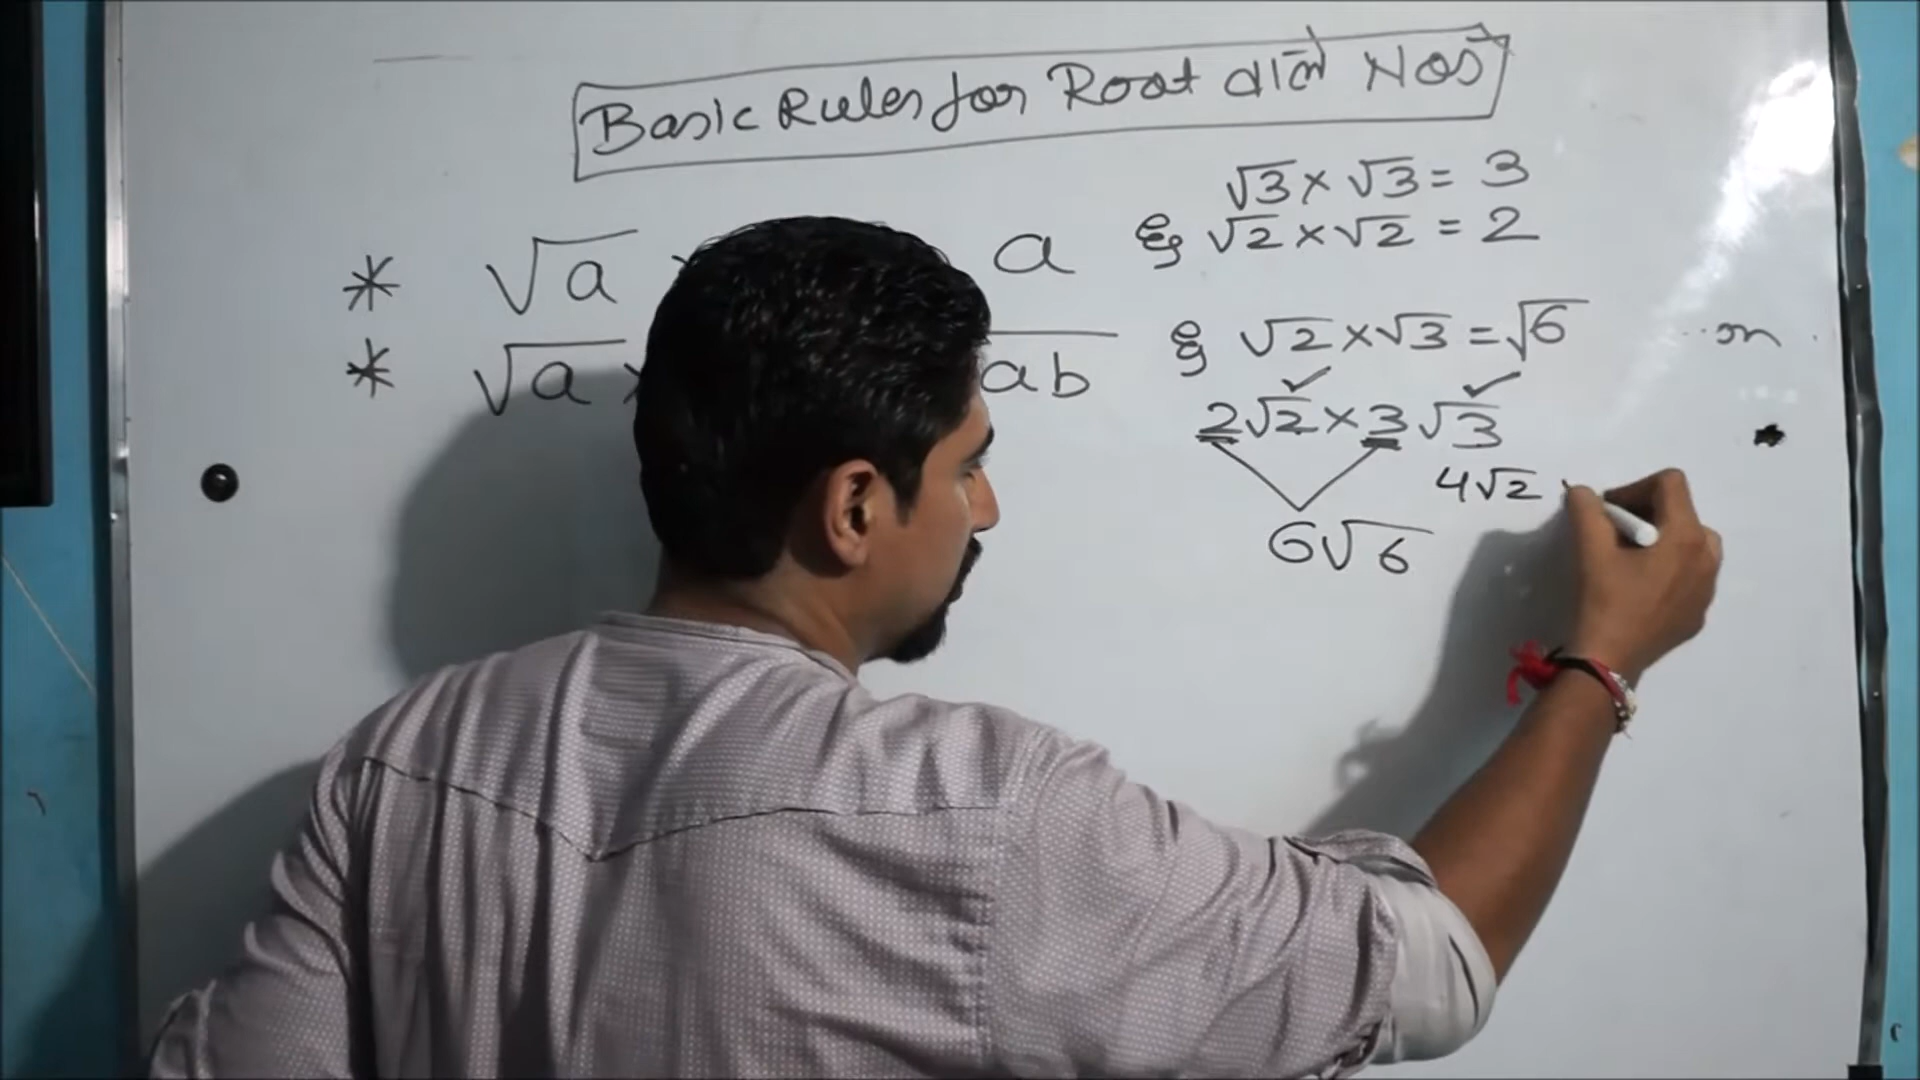 Basic Rules for Root वाले Nos
√3 × √3 = 3
* √a a eg √2 × √2 = 2
* √a ab eg √2 × √3 = √6
2√2 × 3√3
4√2
6√6